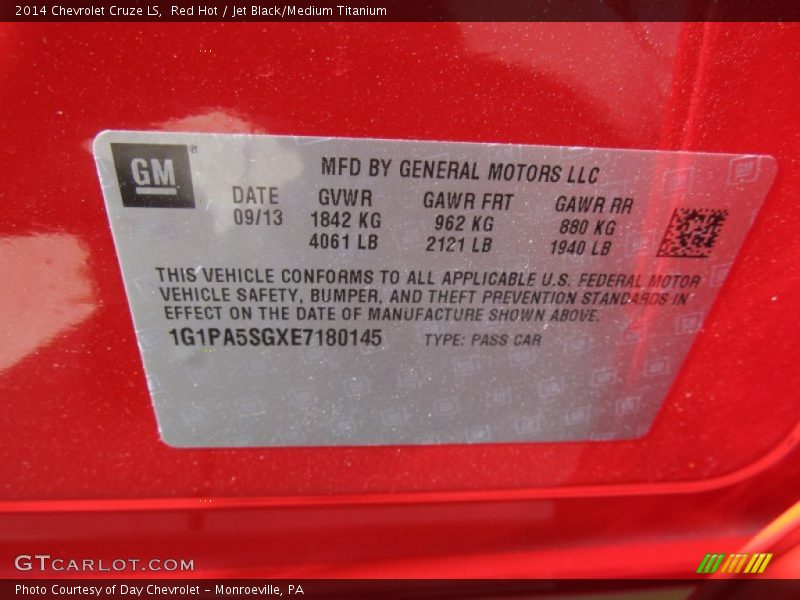 2014 Chevrolet Cruze LS,  Red Hot / Jet Black/Medium Titanium
GM ®
MFD BY GENERAL MOTORS LLC
DATE GVWR GAWR FRT GAWR RR
09/13 1842 KG 962 KG 880 KG
4061 LB 2121 LB 1940 LB
THIS VEHICLE CONFORMS TO ALL APPLICABLE U.S. FEDERAL MOTOR
VEHICLE SAFETY, BUMPER, AND THEFT PREVENTION STANDARDS IN
EFFECT ON THE DATE OF MANUFACTURE SHOWN ABOVE.
1G1PA5SGXE7180145 TYPE: PASS CAR
GTCARLOT.COM
Photo Courtesy of Day Chevrolet - Monroeville, PA